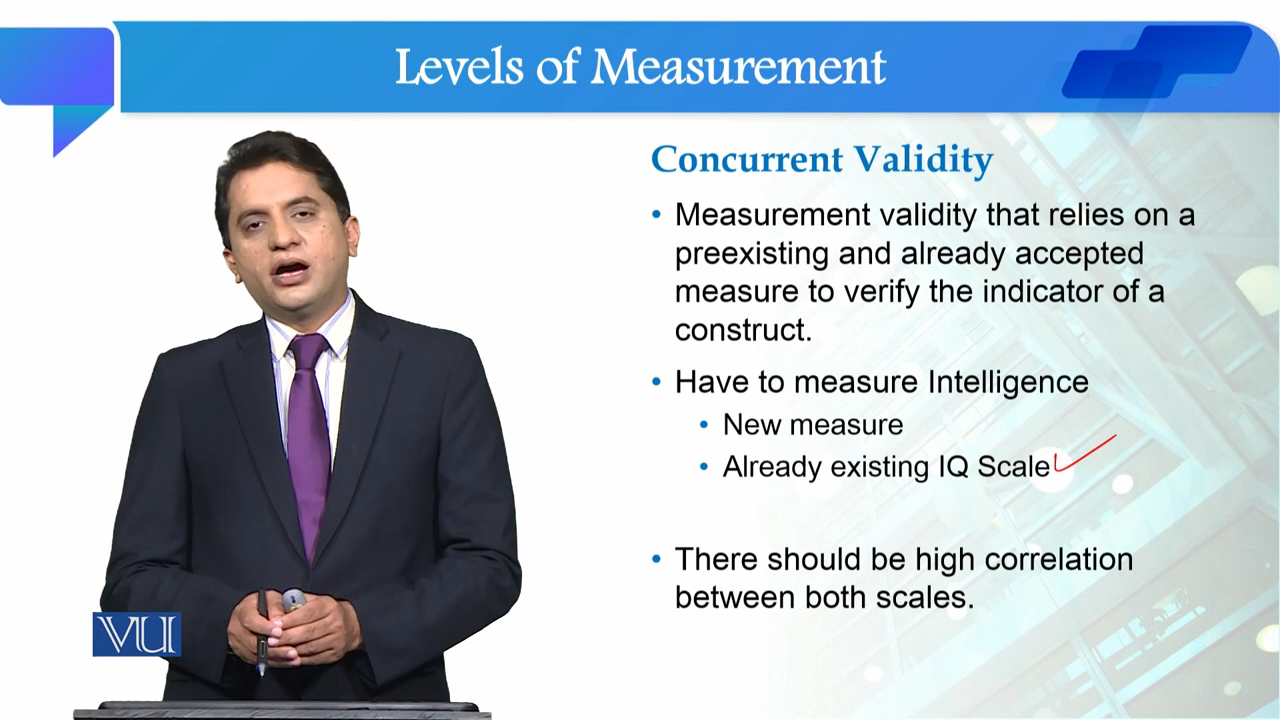 Levels of Measurement
Concurrent Validity
• Measurement validity that relies on a
preexisting and already accepted
measure to verify the indicator of a
construct.
• Have to measure Intelligence
• New measure
• Already existing IQ Scale
• There should be high correlation
between both scales.
VU